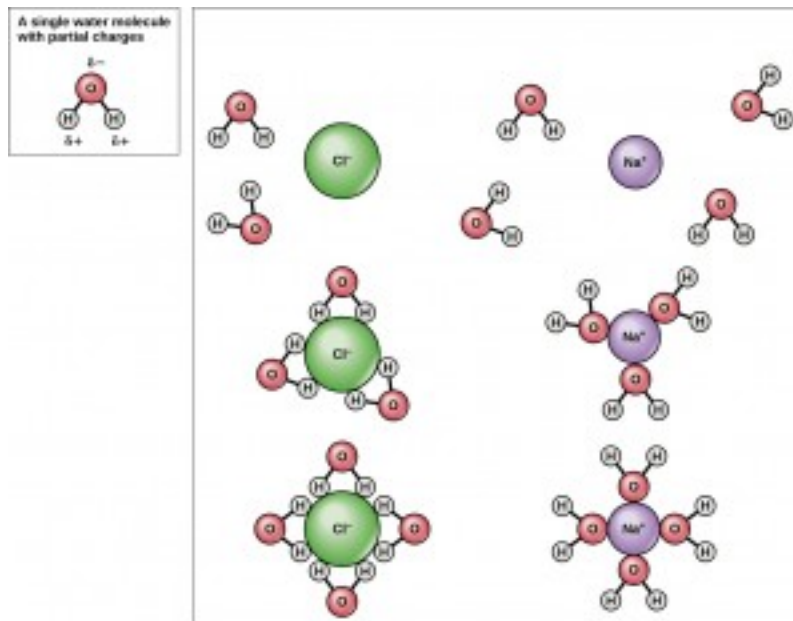 A single water molecule
with partial charges
δ−
O
H H
δ+ δ+
O
H H
Cl⁻
H
H O
O
H H
H
O H
Na⁺
H
O H
O
H H
O
H H
Cl⁻
H
O H
H
H O
H
H O
H
O H
Na⁺
O
H H
O
H H
H
O H
Cl⁻
H
H O
H H
O
H H
O
H
O H
Na⁺
H
O H
O
H H